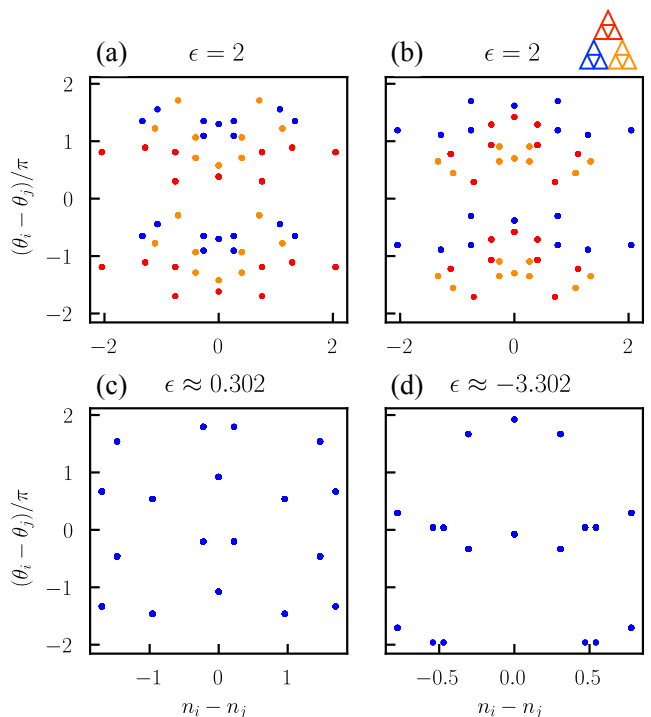 (a) ϵ = 2
(b) ϵ = 2
(θi − θj)/π
2
1
0
−1
−2
−2 0 2
−2 0 2
(c) ϵ ≈ 0.302
(d) ϵ ≈ −3.302
(θi − θj)/π
2
1
0
−1
−2
−1 0 1
−0.5 0.0 0.5
ni − nj
ni − nj